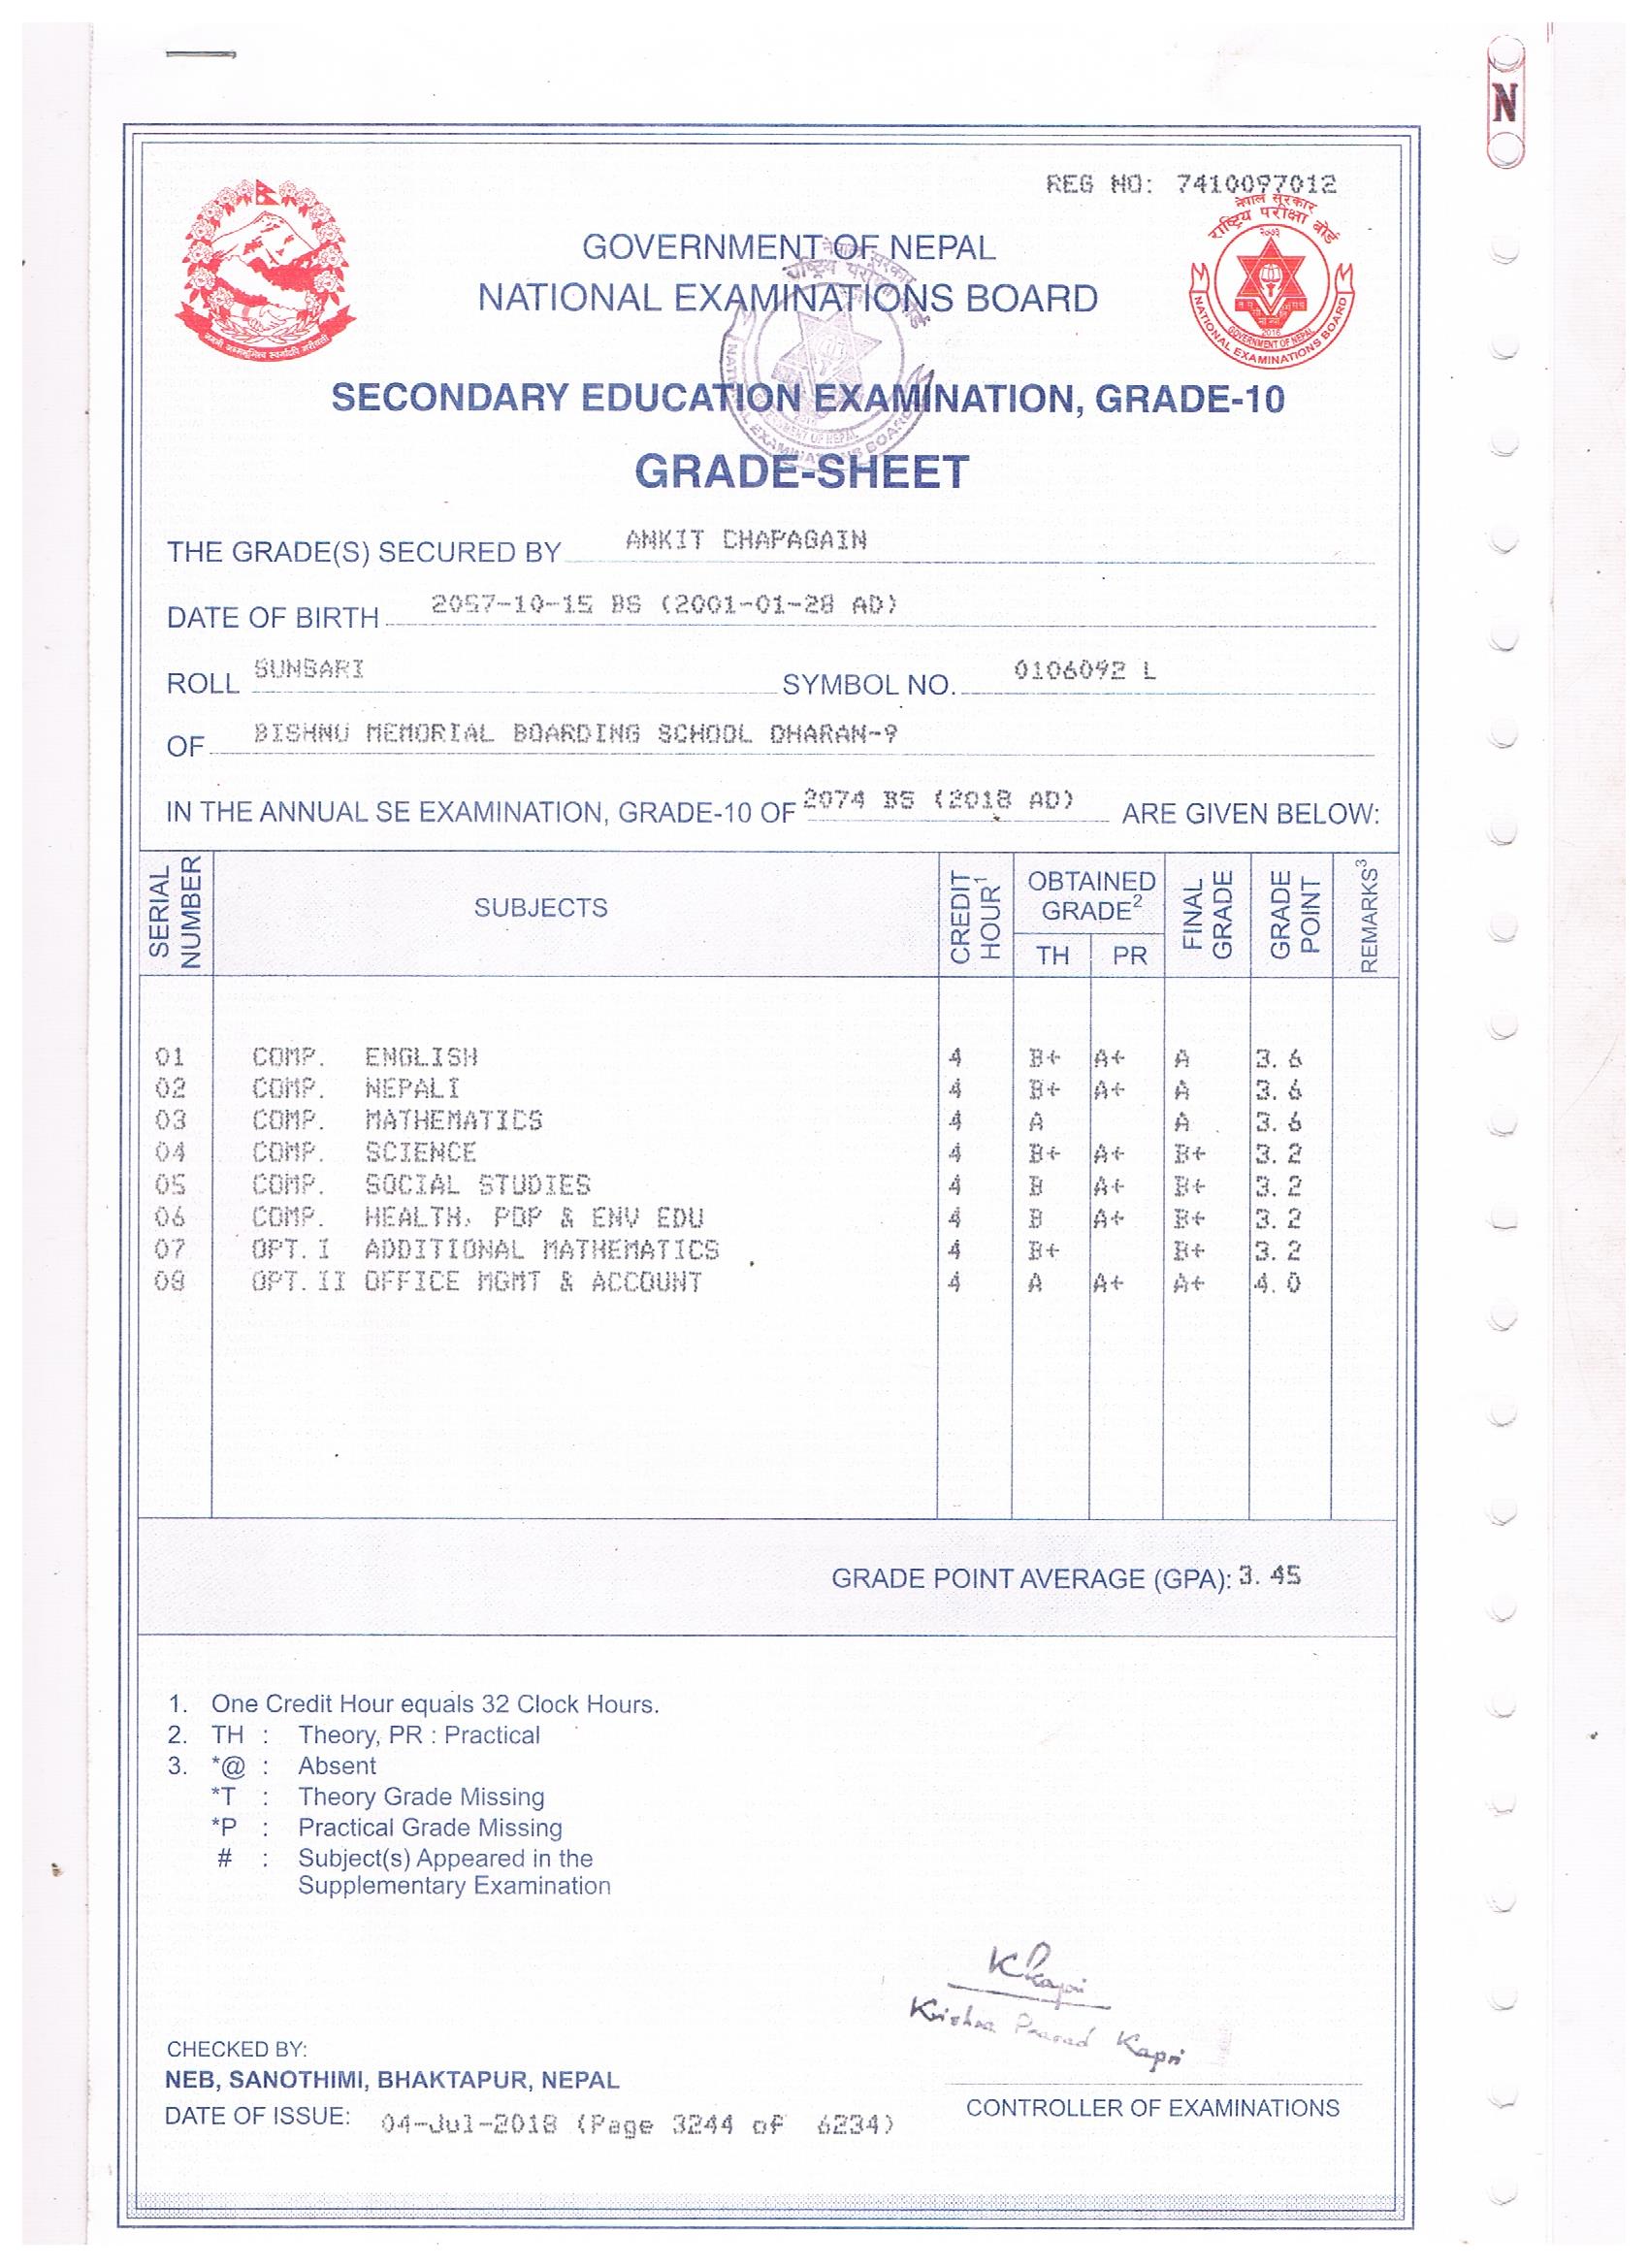 N
REG NO: 7410097012
नेपाल सरकार
राष्ट्रिय परीक्षा बोर्ड
२०७३
NATIONAL EXAMINATIONS BOARD
GOVERNMENT OF NEPAL
2016
GOVERNMENT OF NEPAL
NATIONAL EXAMINATIONS BOARD
SECONDARY EDUCATION EXAMINATION, GRADE-10
GRADE-SHEET
THE GRADE(S) SECURED BY ANKIT CHAPAGAIN
DATE OF BIRTH 2057-10-15 BS (2001-01-28 AD)
ROLL SUNSARI SYMBOL NO. 0106092 L
OF BISHNU MEMORIAL BOARDING SCHOOL DHARAN-9
IN THE ANNUAL SE EXAMINATION, GRADE-10 OF 2074 BS (2018 AD) ARE GIVEN BELOW:
SERIAL NUMBER SUBJECTS CREDIT HOUR1 OBTAINED GRADE2 FINAL GRADE GRADE POINT REMARKS3
TH PR
01 COMP. ENGLISH 4 B+ A+ A 3.6
02 COMP. NEPALI 4 B+ A+ A 3.6
03 COMP. MATHEMATICS 4 A A 3.6
04 COMP. SCIENCE 4 B+ A+ B+ 3.2
05 COMP. SOCIAL STUDIES 4 B A+ B+ 3.2
06 COMP. HEALTH, POP & ENV EDU 4 B A+ B+ 3.2
07 OPT. I ADDITIONAL MATHEMATICS 4 B+ B+ 3.2
08 OPT. II OFFICE MGMT & ACCOUNT 4 A A+ A+ 4.0
GRADE POINT AVERAGE (GPA): 3.45
1. One Credit Hour equals 32 Clock Hours.
2. TH : Theory, PR : Practical
3. *@ : Absent
*T : Theory Grade Missing
*P : Practical Grade Missing
# : Subject(s) Appeared in the
Supplementary Examination
KKapri
Krishna Prasad Kapri
CHECKED BY:
NEB, SANOTHIMI, BHAKTAPUR, NEPAL
CONTROLLER OF EXAMINATIONS
DATE OF ISSUE: 04-Jul-2018 (Page 3244 of 6234)